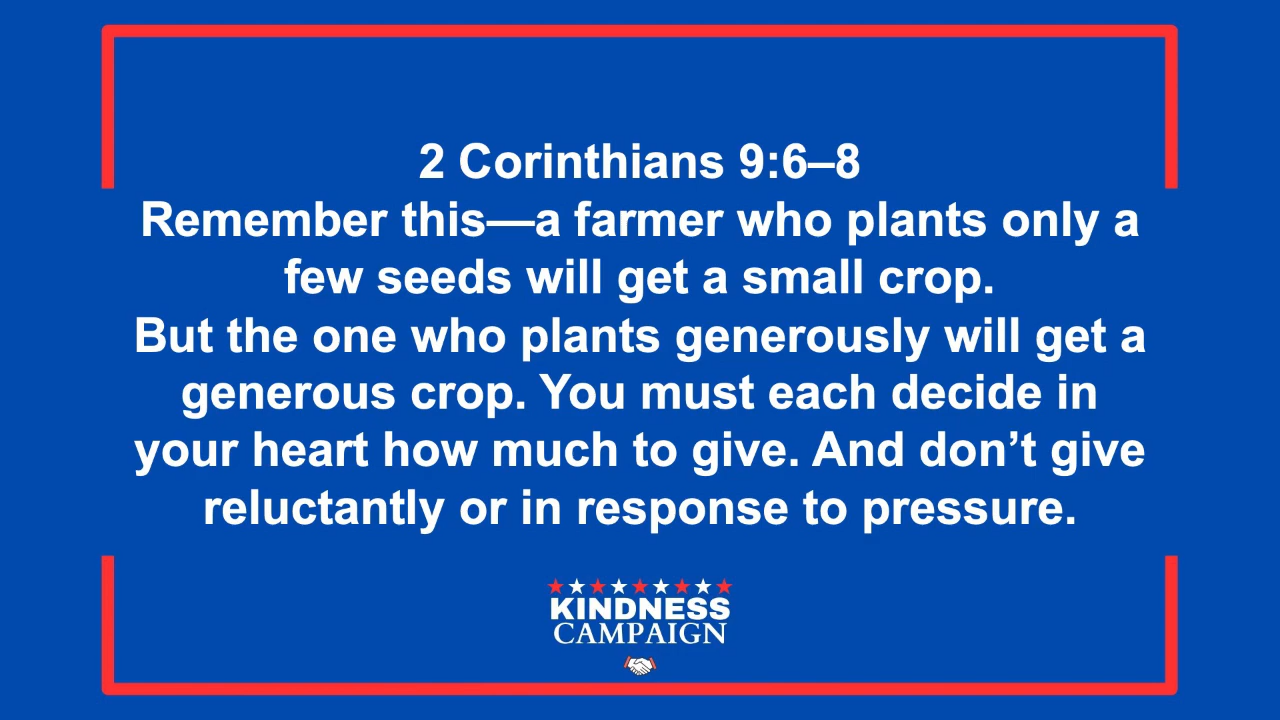 2 Corinthians 9:6–8
Remember this—a farmer who plants only a
few seeds will get a small crop.
But the one who plants generously will get a
generous crop. You must each decide in
your heart how much to give. And don’t give
reluctantly or in response to pressure.
KINDNESS
CAMPAIGN